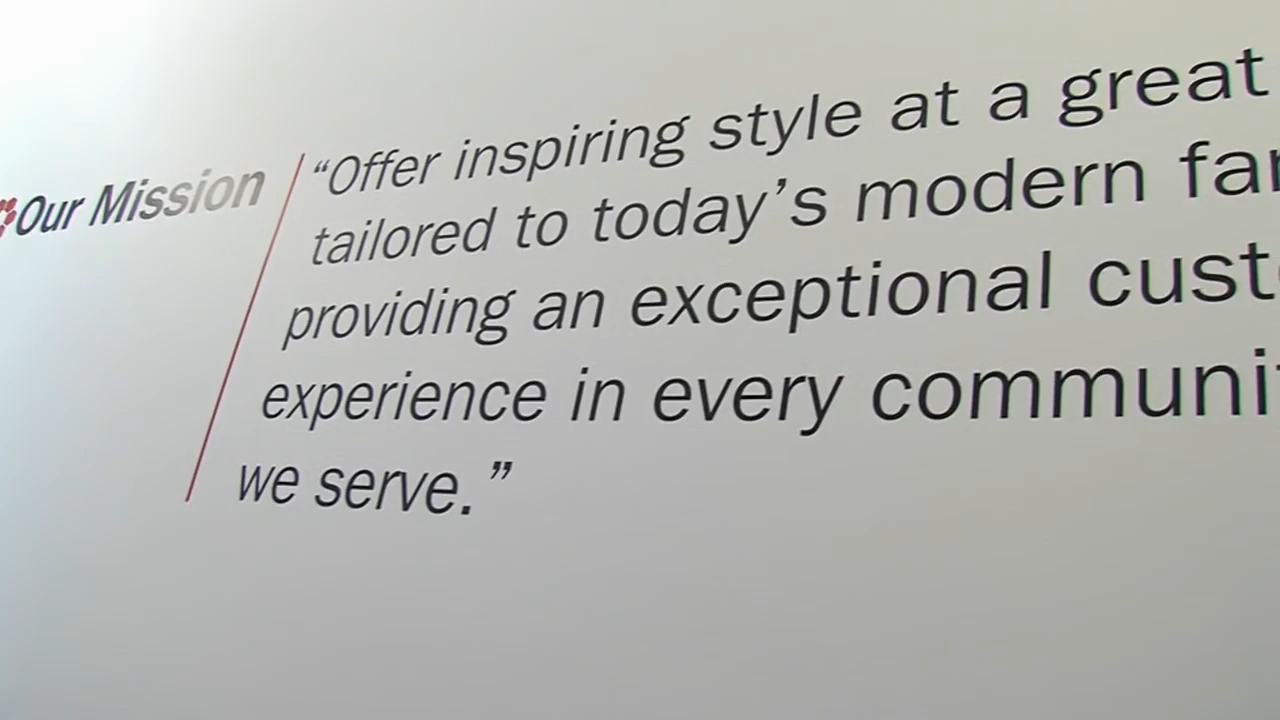 Our Mission
“Offer inspiring style at a great
tailored to today’s modern
providing an exceptional
experience in every
we serve.”